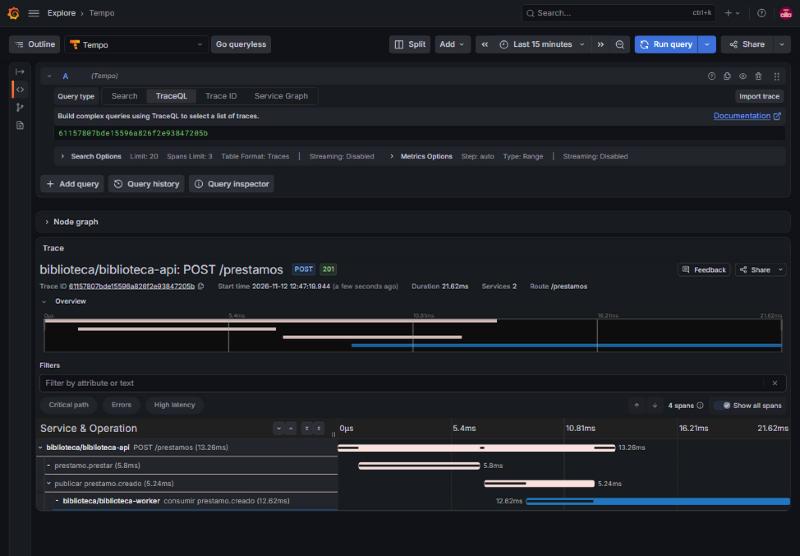 Explore › Tempo
Search... ctrl+k
Outline Tempo Go queryless Split Add Last 15 minutes Run query Share
A (Tempo)
Query type Search TraceQL Trace ID Service Graph Import trace
Build complex queries using TraceQL to select a list of traces. Documentation
61157807bde15596a826f2e93847205b
Search Options Limit: 20 Spans Limit: 3 Table Format: Traces Streaming: Disabled Metrics Options Step: auto Type: Range Streaming: Disabled
+ Add query Query history Query inspector
Node graph
Trace
biblioteca/biblioteca-api: POST /prestamos POST 201 Feedback Share
Trace ID 61157807bde15596a826f2e93847205b Start time 2026-11-12 12:47:19.944 (a few seconds ago) Duration 21.62ms Services 2 Route /prestamos
Overview
0μs 5.4ms 10.81ms 16.21ms 21.62ms
Filters
Filter by attribute or text
Critical path Errors High latency 4 spans Show all spans
Service & Operation 0μs 5.4ms 10.81ms 16.21ms 21.62ms
biblioteca/biblioteca-api POST /prestamos (13.26ms) 13.26ms
prestamo.prestar (5.8ms) 5.8ms
publicar prestamo.creado (5.24ms) 5.24ms
biblioteca/biblioteca-worker consumir prestamo.creado (12.62ms) 12.62ms